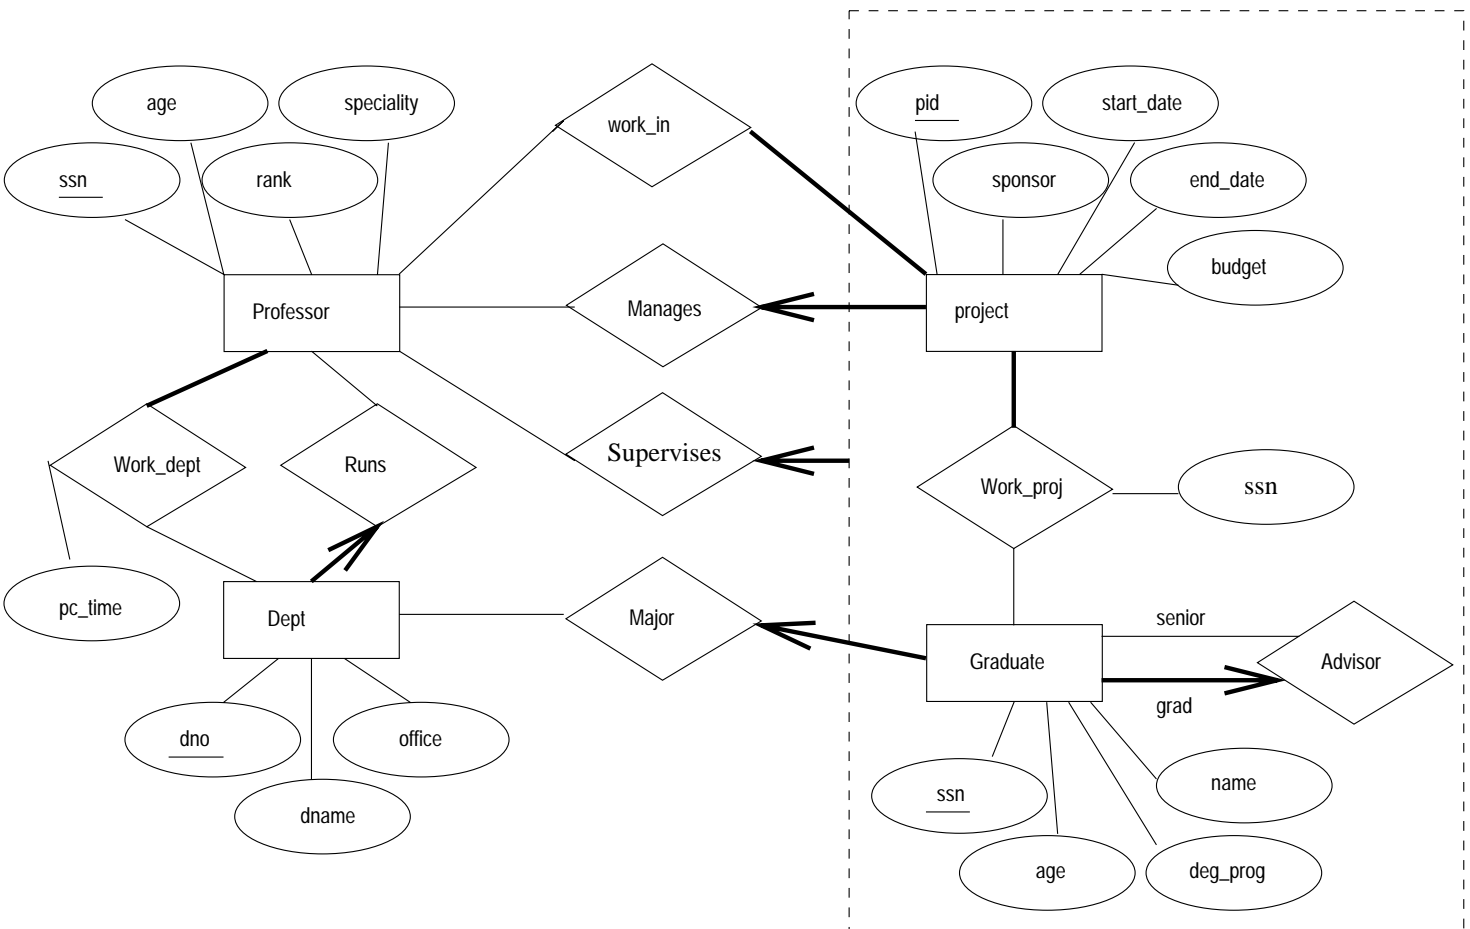 age
speciality
work_in
pid
start_date
ssn
rank
sponsor
end_date
budget
Professor
Manages
project
Work_dept
Runs
Supervises
Work_proj
ssn
pc_time
Dept
Major
senior
Graduate
Advisor
grad
dno
office
name
ssn
dname
age
deg_prog